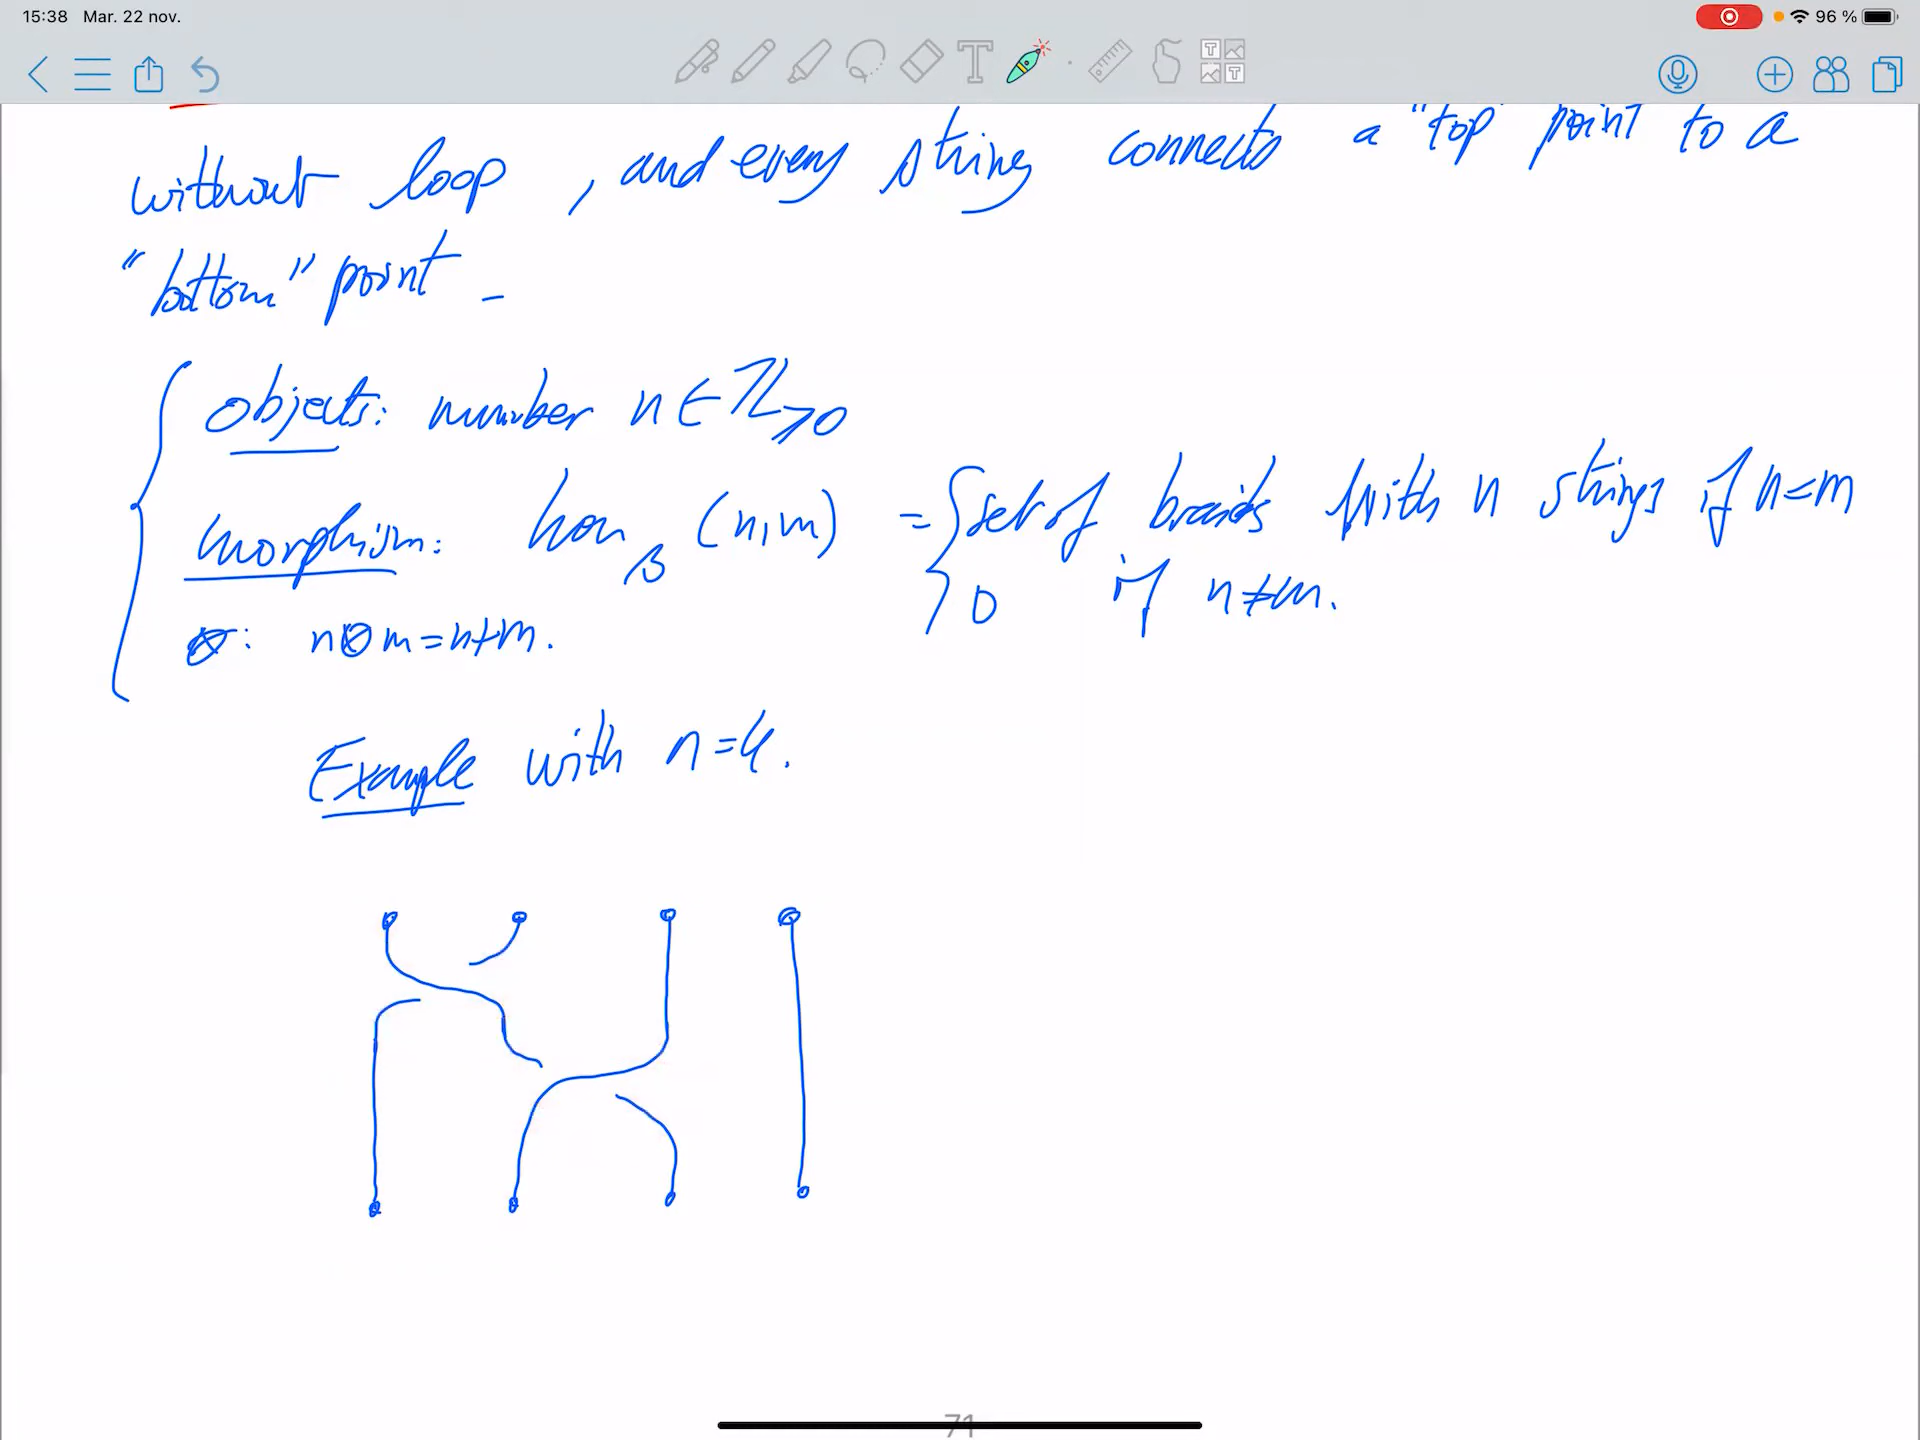 15:38 Mar. 22 nov. 96 %
without loop, and every string connects a "top" point to a
"bottom" point -
objects: number n ∈ ℤ≥0
morphism: hom_B (n,m) = { set of braids with n strings if n=m
0 if n≠m.
⊗: n⊗m=n+m.
Example with n=4.
71